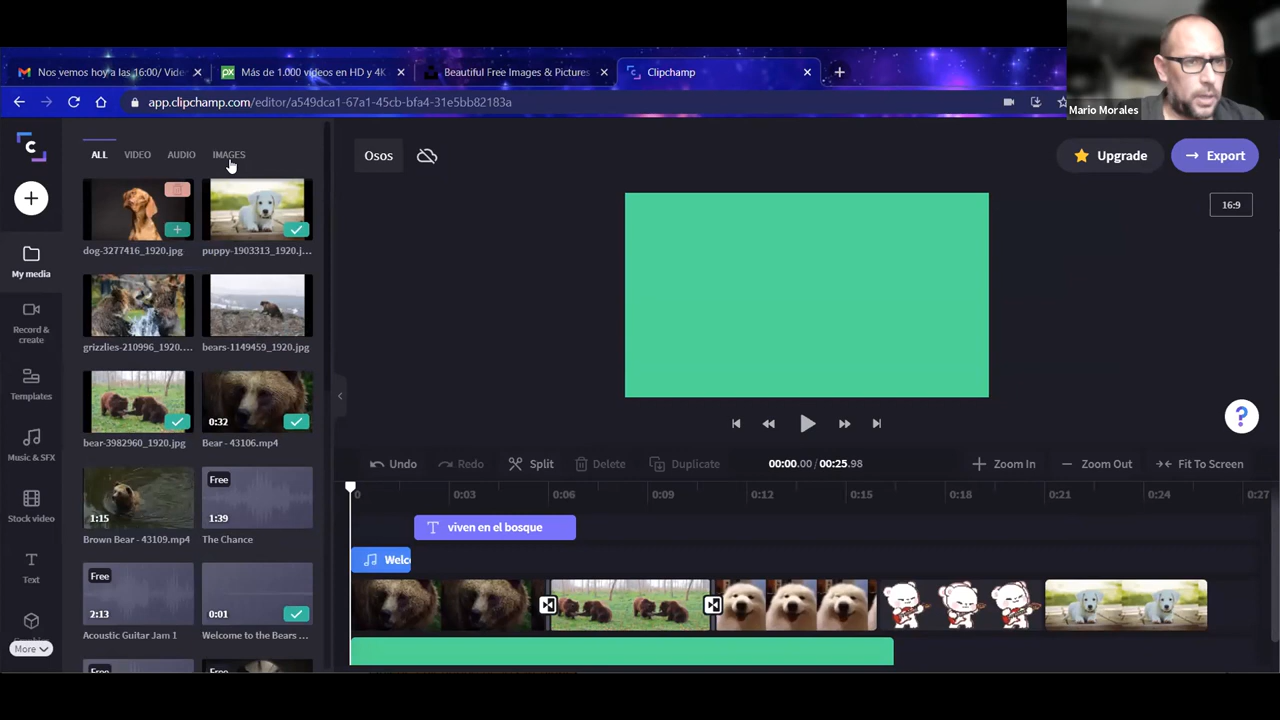 Nos vemos hoy a las 16:00/ Vide
Más de 1.000 vídeos en HD y 4K
Beautiful Free Images & Pictures
Clipchamp
app.clipchamp.com/editor/a549dca1-67a1-45cb-bfa4-31e5bb82183a
Mario Morales
ALL
VIDEO
AUDIO
IMAGES
Osos
Upgrade
Export
16:9
dog-3277416_1920.jpg
puppy-1903313_1920.j...
My media
grizzlies-210996_1920....
bears-1149459_1920.jpg
Record & create
Templates
0:32
bear-3982960_1920.jpg
Bear - 43106.mp4
Music & SFX
Undo
Redo
Split
Delete
Duplicate
00:00.00 / 00:25.98
Zoom In
Zoom Out
Fit To Screen
0
0:03
0:06
0:09
0:12
0:15
0:18
0:21
0:24
0:27
Stock video
1:15
Free
1:39
Brown Bear - 43109.mp4
The Chance
viven en el bosque
Text
Welc
Free
2:13
0:01
Acoustic Guitar Jam 1
Welcome to the Bears ...
More
Free